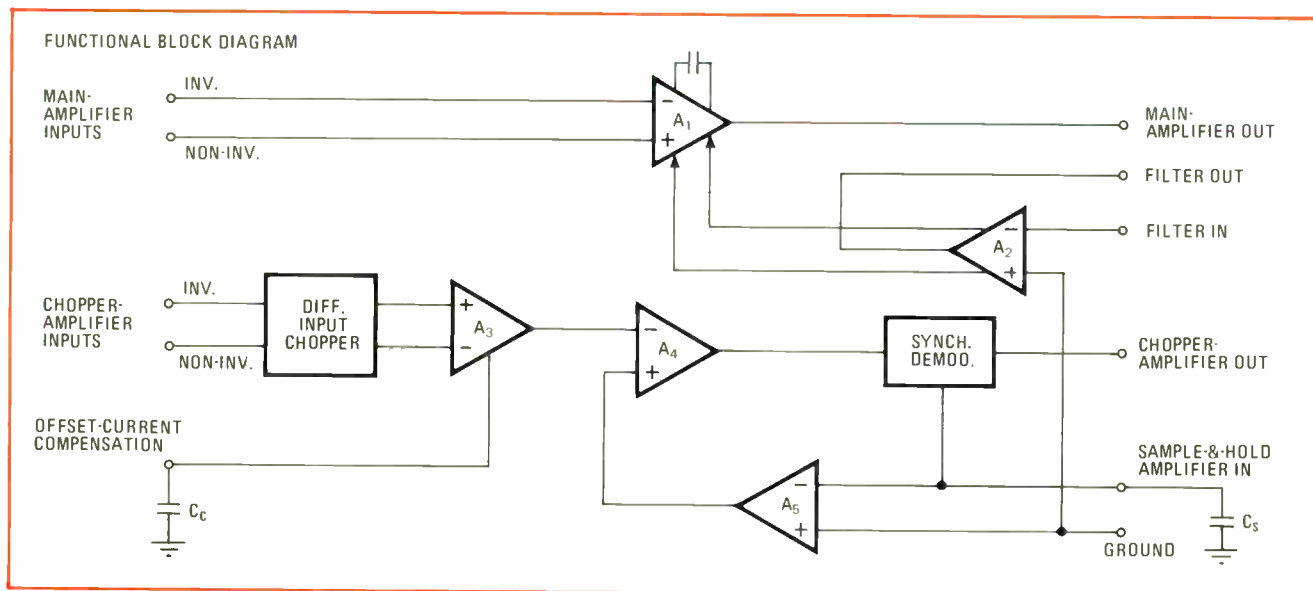 FUNCTIONAL BLOCK DIAGRAM
MAIN-
AMPLIFIER
INPUTS
INV.
NON-INV.
−
+
A1
MAIN-
AMPLIFIER OUT
FILTER OUT
FILTER IN
−
+
A2
CHOPPER-
AMPLIFIER
INPUTS
INV.
NON-INV.
DIFF.
INPUT
CHOPPER
+
−
A3
−
+
A4
SYNCH.
DEMOD.
CHOPPER-
AMPLIFIER OUT
OFFSET-CURRENT
COMPENSATION
CC
−
+
A5
SAMPLE-&-HOLD
AMPLIFIER IN
CS
GROUND